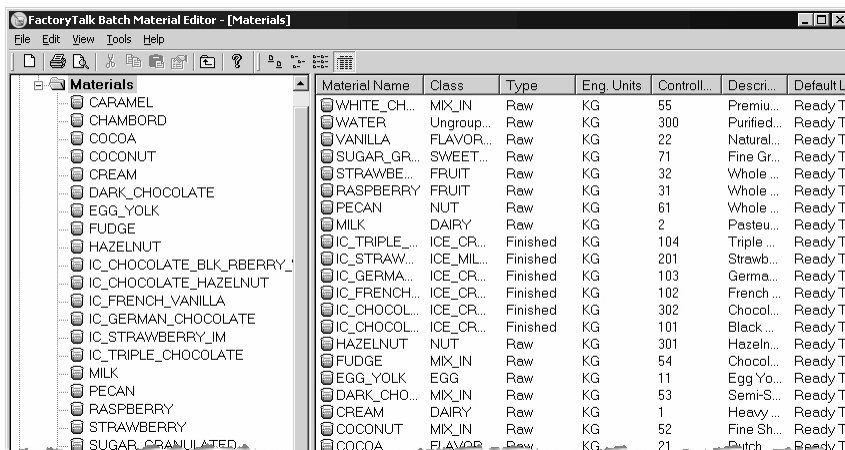 FactoryTalk Batch Material Editor - [Materials]
File Edit View Tools Help
Materials
CARAMEL
CHAMBORD
COCOA
COCONUT
CREAM
DARK_CHOCOLATE
EGG_YOLK
FUDGE
HAZELNUT
IC_CHOCOLATE_BLK_RBERRY_
IC_CHOCOLATE_HAZELNUT
IC_FRENCH_VANILLA
IC_GERMAN_CHOCOLATE
IC_STRAWBERRY_IM
IC_TRIPLE_CHOCOLATE
MILK
PECAN
RASPBERRY
STRAWBERRY
SUGAR_GRANULATED
Material Name Class Type Eng. Units Controll... Descri... Default L
WHITE_CH... MIX_IN Raw KG 55 Premiu... Ready T
WATER Ungroup... Raw KG 300 Purified... Ready T
VANILLA FLAVOR... Raw KG 22 Natural... Ready T
SUGAR_GR... SWEET... Raw KG 71 Fine Gr... Ready T
STRAWBE... FRUIT Raw KG 32 Whole ... Ready T
RASPBERRY FRUIT Raw KG 31 Whole ... Ready T
PECAN NUT Raw KG 61 Whole ... Ready T
MILK DAIRY Raw KG 2 Pasteu... Ready T
IC_TRIPLE_... ICE_CR... Finished KG 104 Triple ... Ready T
IC_STRAW... ICE_MIL... Finished KG 201 Strawb... Ready T
IC_GERMA... ICE_CR... Finished KG 103 Germa... Ready T
IC_FRENCH... ICE_CR... Finished KG 102 French ... Ready T
IC_CHOCOL... ICE_CR... Finished KG 302 Chocol... Ready T
IC_CHOCOL... ICE_CR... Finished KG 101 Black ... Ready T
HAZELNUT NUT Raw KG 301 Hazeln... Ready T
FUDGE MIX_IN Raw KG 54 Chocol... Ready T
EGG_YOLK EGG Raw KG 11 Egg Yo... Ready T
DARK_CHO... MIX_IN Raw KG 53 Semi-S... Ready T
CREAM DAIRY Raw KG 1 Heavy ... Ready T
COCONUT MIX_IN Raw KG 52 Fine Sh... Ready T
COCOA FLAVOR... Raw KG 21 Dutch ... Ready T